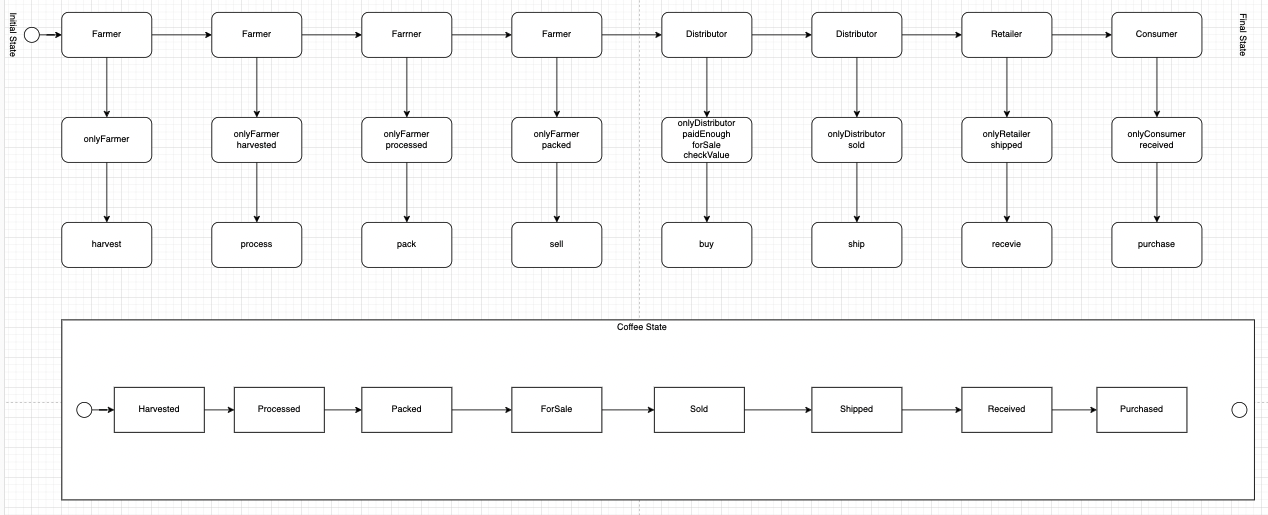 Initial State
Farmer
Farmer
Farrner
Farmer
Distributor
Distributor
Retailer
Consumer
Final State
onlyFarmer
onlyFarmer
harvested
onlyFarmer
processed
onlyFarmer
packed
onlyDistributor
paidEnough
forSale
checkValue
onlyDistributor
sold
onlyRetailer
shipped
onlyConsumer
received
harvest
process
pack
sell
buy
ship
recevie
purchase
Coffee State
Harvested
Processed
Packed
ForSale
Sold
Shipped
Received
Purchased